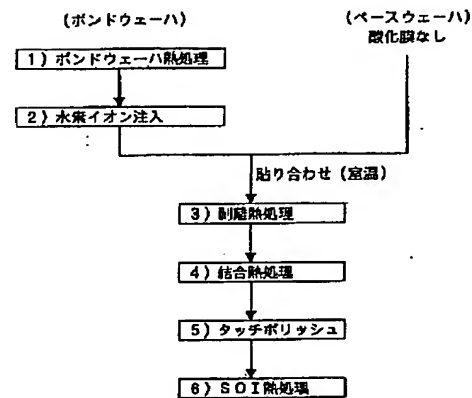 (ボンドウェーハ)
(ベースウェーハ)
酸化膜なし
1) ボンドウェーハ熱処理
2) 水素イオン注入
貼り合わせ (室温)
3) 剥離熱処理
4) 結合熱処理
5) タッチポリッシュ
6) SOI熱処理